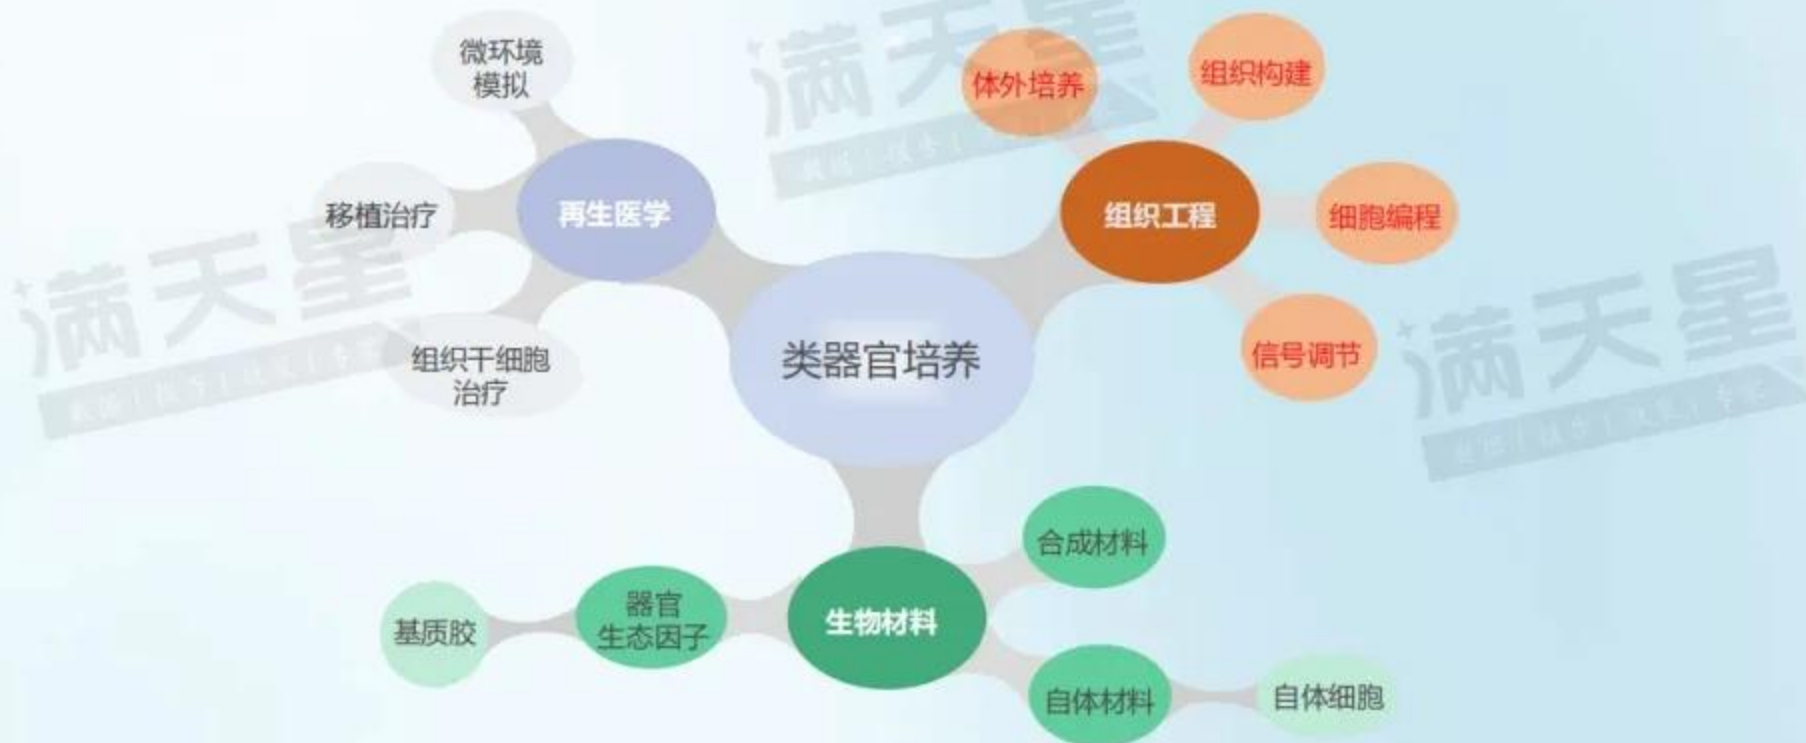 微环境
模拟
移植治疗
再生医学
组织干细胞
治疗
体外培养
组织构建
组织工程
细胞编程
信号调节
类器官培养
合成材料
生物材料
器官
生态因子
基质胶
自体材料
自体细胞
满天星
满天星
满天星